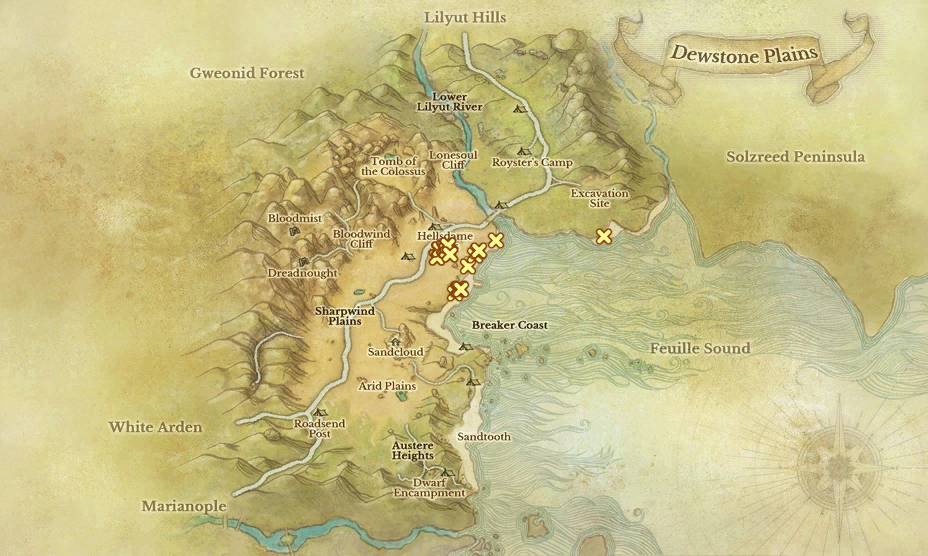 Lilyut Hills
Dewstone Plains
Gweonid Forest
Lower
Lilyut River
Solzreed Peninsula
Tomb of
the Colossus
Lonesoul
Cliff
Royster's Camp
Excavation
Site
Bloodmist
Bloodwind
Cliff
Hellsdame
Dreadnought
Sharpwind
Plains
Breaker Coast
Sandcloud
Feuille Sound
Arid Plains
White Arden
Roadsend
Post
Sandtooth
Austere
Heights
Dwarf
Encampment
Marianople